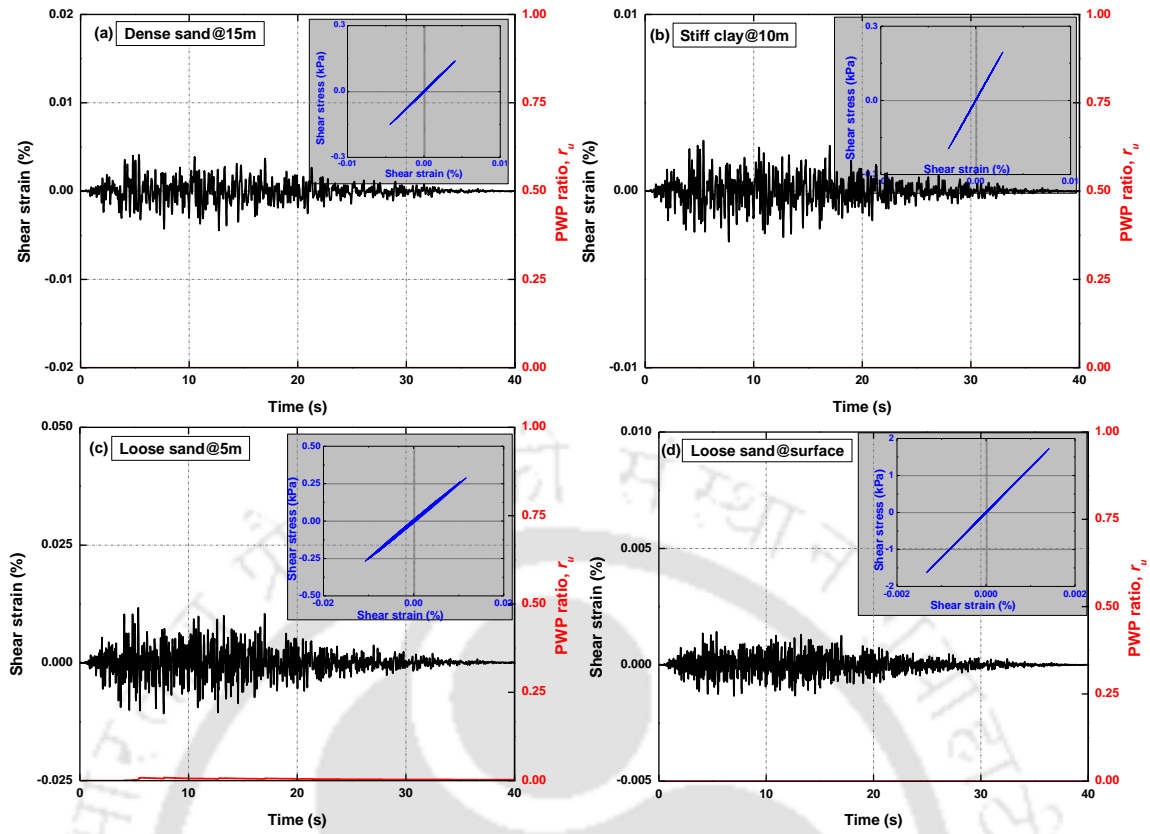 (a) Dense sand@15m
0.02
0.01
0.00
-0.01
-0.02
Shear strain (%)
0 10 20 30 40
Time (s)
1.00
0.75
0.50
0.25
0.00
PWP ratio, r_u
0.3
0.0
-0.3
Shear stress (kPa)
-0.01 0.00 0.01
Shear strain (%)
(b) Stiff clay@10m
0.01
0.00
-0.01
Shear strain (%)
0 10 20 30 40
Time (s)
1.00
0.75
0.50
0.25
0.00
PWP ratio, r_u
0.3
0.0
Shear stress (kPa)
0.00 0.01
Shear strain (%)
(c) Loose sand@5m
0.050
0.025
0.000
-0.025
Shear strain (%)
0 10 20 30 40
Time (s)
1.00
0.75
0.50
0.25
0.00
PWP ratio, r_u
0.50
0.25
0.00
-0.25
-0.50
Shear stress (kPa)
-0.02 0.00 0.02
Shear strain (%)
(d) Loose sand@surface
0.010
0.005
0.000
-0.005
Shear strain (%)
0 10 20 30 40
Time (s)
1.00
0.75
0.50
0.25
0.00
PWP ratio, r_u
2
1
0
-1
-2
Shear stress (kPa)
-0.002 0.000 0.002
Shear strain (%)